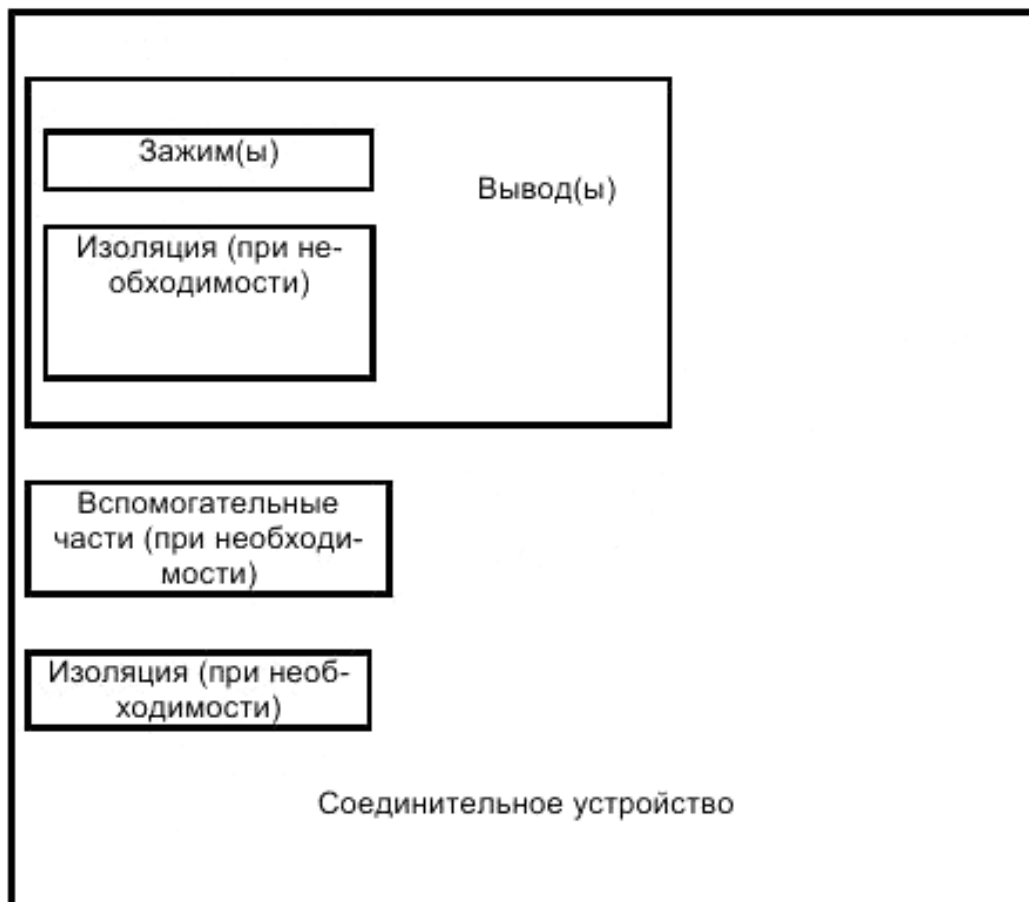 Зажим(ы)
Вывод(ы)
Изоляция (при не-
обходимости)
Вспомогательные
части (при необходи-
мости)
Изоляция (при необ-
ходимости)
Соединительное устройство